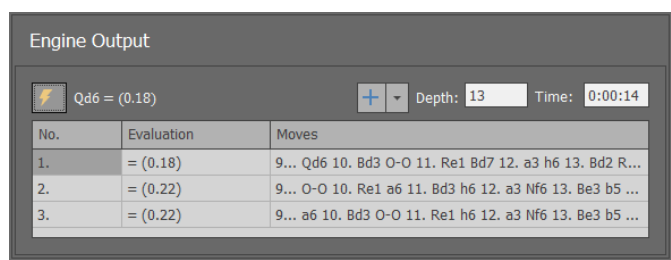 Engine Output
Qd6 = (0.18) Depth: 13 Time: 0:00:14
No. Evaluation Moves
1. = (0.18) 9... Qd6 10. Bd3 O-O 11. Re1 Bd7 12. a3 h6 13. Bd2 R...
2. = (0.22) 9... O-O 10. Re1 a6 11. Bd3 h6 12. a3 Nf6 13. Be3 b5 ...
3. = (0.22) 9... a6 10. Bd3 O-O 11. Re1 h6 12. a3 Nf6 13. Be3 b5 ...